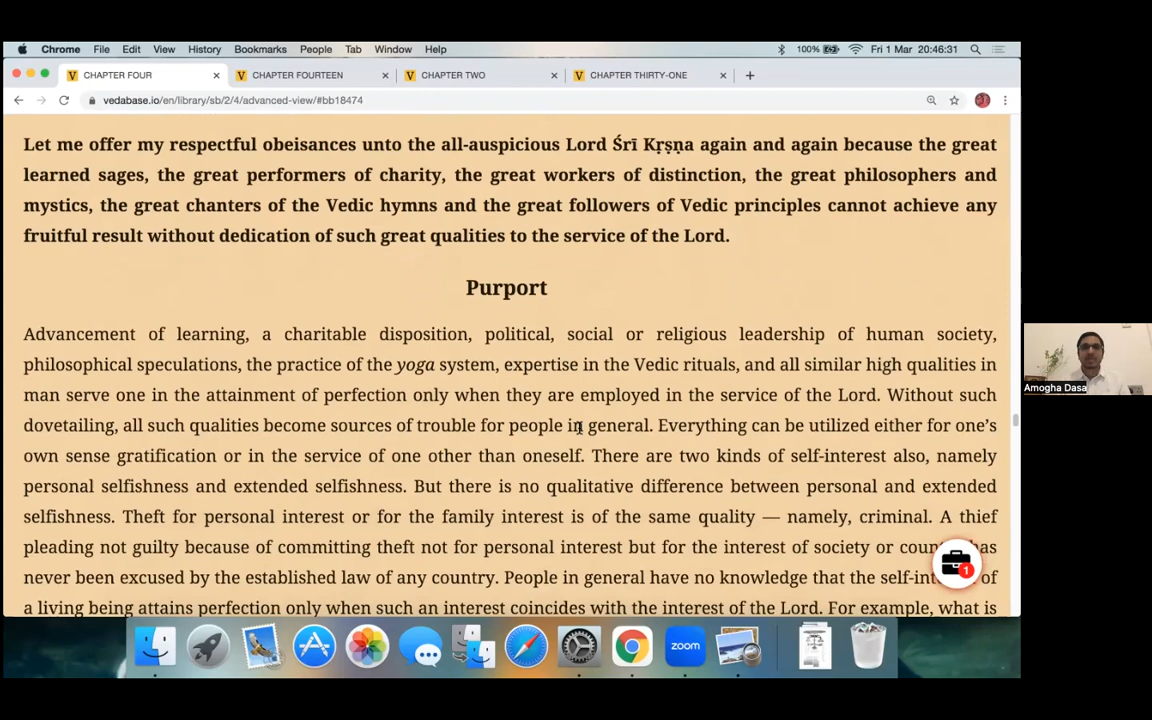 Chrome File Edit View History Bookmarks People Tab Window Help 100% Fri 1 Mar 20:46:31
CHAPTER FOUR CHAPTER FOURTEEN CHAPTER TWO CHAPTER THIRTY-ONE
vedabase.io/en/library/sb/2/4/advanced-view/#bb18474
Let me offer my respectful obeisances unto the all-auspicious Lord Śrī Kṛṣṇa again and again because the great
learned sages, the great performers of charity, the great workers of distinction, the great philosophers and
mystics, the great chanters of the Vedic hymns and the great followers of Vedic principles cannot achieve any
fruitful result without dedication of such great qualities to the service of the Lord.
Purport
Advancement of learning, a charitable disposition, political, social or religious leadership of human society,
philosophical speculations, the practice of the yoga system, expertise in the Vedic rituals, and all similar high qualities in
man serve one in the attainment of perfection only when they are employed in the service of the Lord. Without such
dovetailing, all such qualities become sources of trouble for people in general. Everything can be utilized either for one’s
own sense gratification or in the service of one other than oneself. There are two kinds of self-interest also, namely
personal selfishness and extended selfishness. But there is no qualitative difference between personal and extended
selfishness. Theft for personal interest or for the family interest is of the same quality — namely, criminal. A thief
pleading not guilty because of committing theft not for personal interest but for the interest of society or coun has
never been excused by the established law of any country. People in general have no knowledge that the self-in of
a living being attains perfection only when such an interest coincides with the interest of the Lord. For example, what is
1
Amogha Dasa
zoom